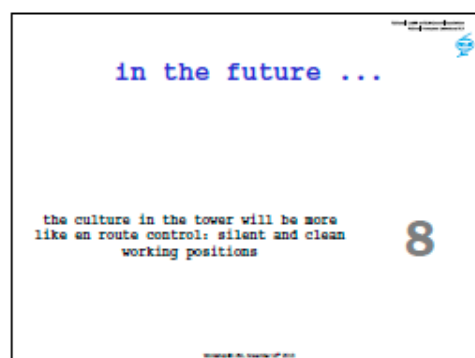 in the future ...
the culture in the tower will be more
like en route control: silent and clean
working positions
8